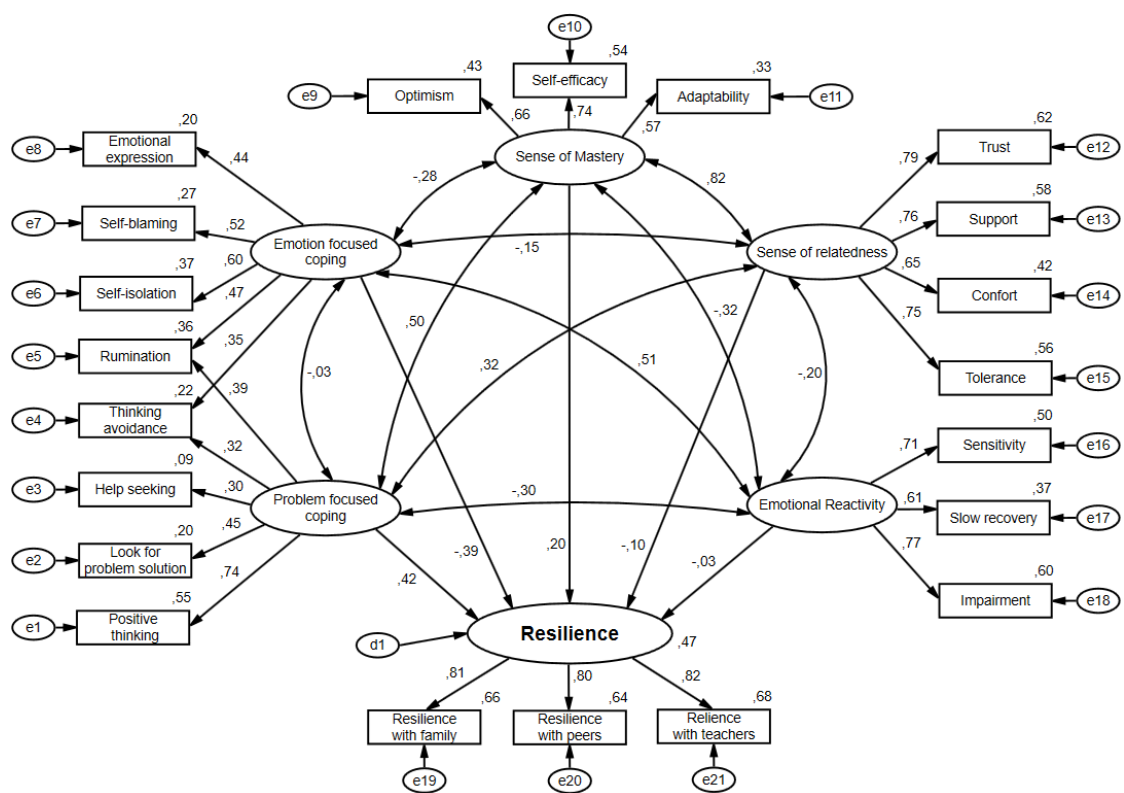 e10
,54
,43
Self-efficacy
,33
e9
Optimism
Adaptability
e11
,66
,74
,57
,20
e8
Emotional
expression
,44
Sense of Mastery
,62
,79
Trust
e12
-,28
,82
,27
e7
Self-blaming
,52
,58
,76
Support
e13
Emotion focused
coping
-,15
Sense of relatedness
,37
,60
e6
Self-isolation
,47
,65
,42
Confort
e14
,36
,35
,50
-,32
,75
e5
Rumination
-,03
,32
,51
-,20
,56
Tolerance
e15
,22
,39
e4
Thinking
avoidance
,32
,50
,71
Sensitivity
e16
,09
e3
Help seeking
,30
Problem focused
coping
-,30
Emotional Reactivity
,61
,37
Slow recovery
e17
,20
,45
e2
Look for
problem solution
,74
,42
-,39
,20
-,10
-,03
,77
,60
Impairment
e18
,55
e1
Positive
thinking
d1
Resilience
,47
,81
,80
,82
,66
,64
,68
Resilience
with family
Resilience
with peers
Relience
with teachers
e19
e20
e21